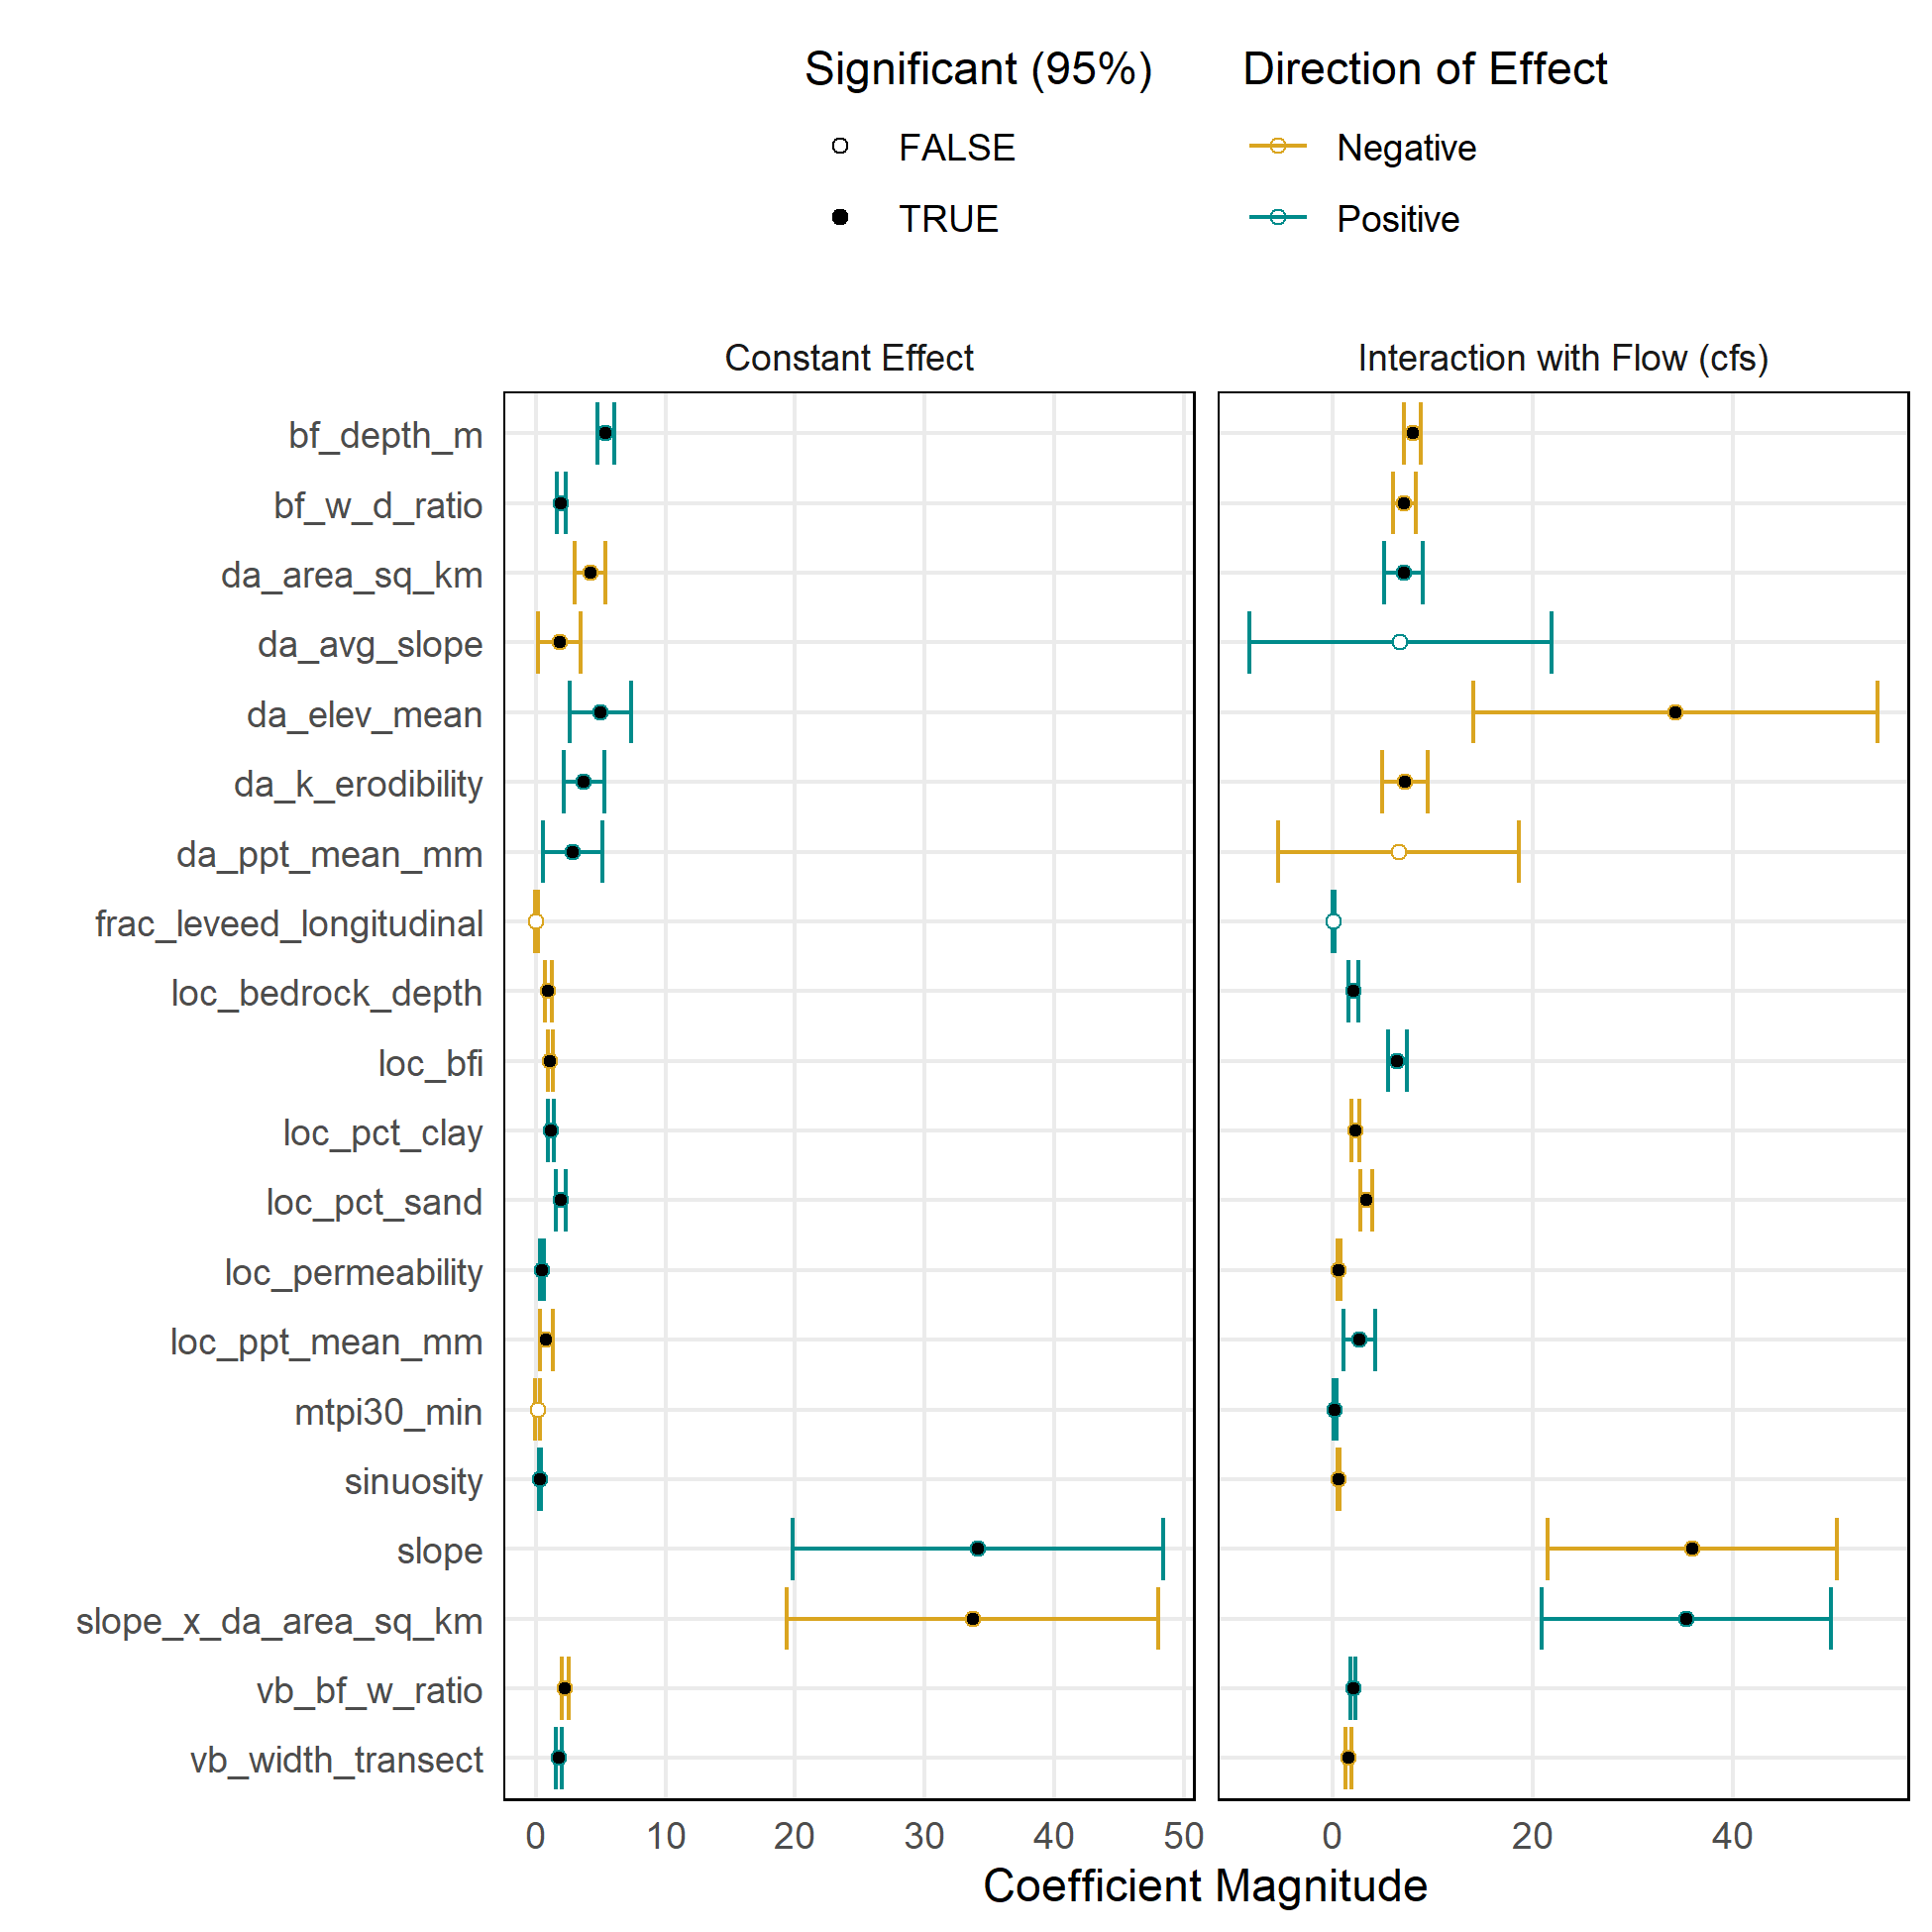 Significant (95%) Direction of Effect
FALSE Negative
TRUE Positive
Constant Effect Interaction with Flow (cfs)
bf_depth_m
bf_w_d_ratio
da_area_sq_km
da_avg_slope
da_elev_mean
da_k_erodibility
da_ppt_mean_mm
frac_leveed_longitudinal
loc_bedrock_depth
loc_bfi
loc_pct_clay
loc_pct_sand
loc_permeability
loc_ppt_mean_mm
mtpi30_min
sinuosity
slope
slope_x_da_area_sq_km
vb_bf_w_ratio
vb_width_transect
0 10 20 30 40 50 0 20 40
Coefficient Magnitude